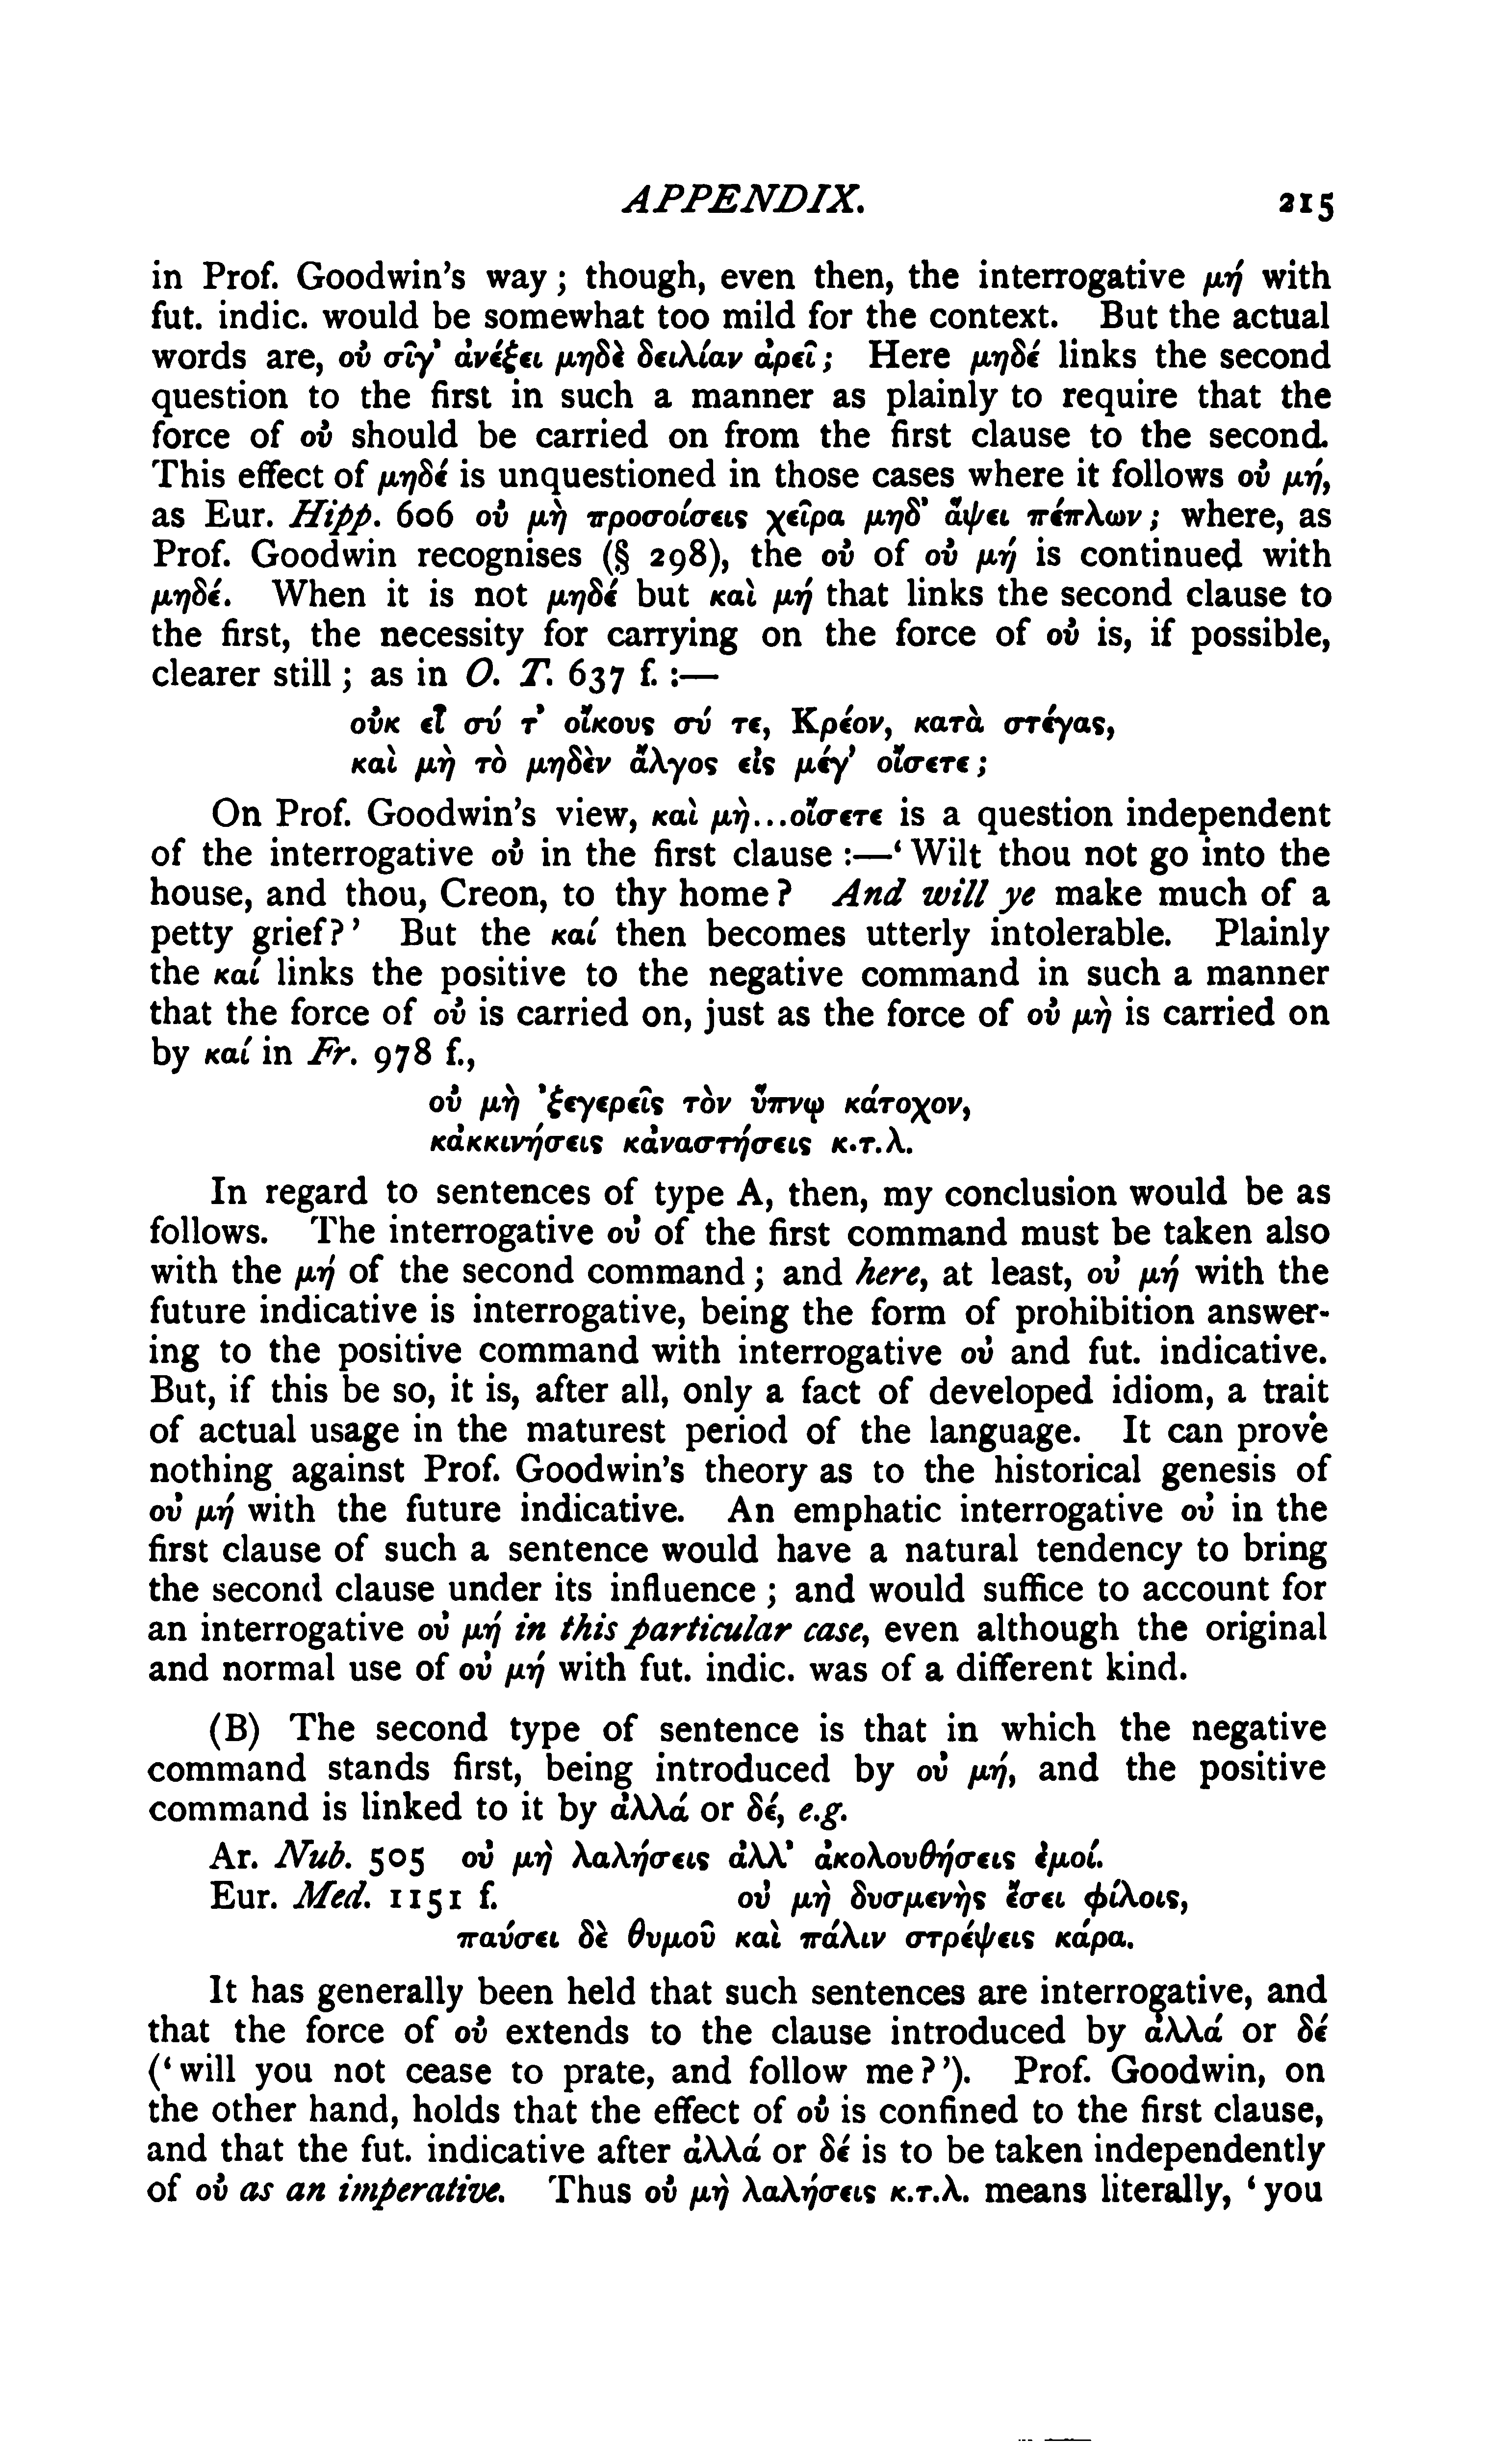 APPENDIX. 215
in Prof. Goodwin's way; though, even then, the interrogative μή with
fut. indic. would be somewhat too mild for the context. But the actual
words are, οὐ σῖγ' ἀνέξει μηδὲ δειλίαν ἀρεῖ; Here μηδέ links the second
question to the first in such a manner as plainly to require that the
force of οὐ should be carried on from the first clause to the second.
This effect of μηδέ is unquestioned in those cases where it follows οὐ μή,
as Eur. Hipp. 606 οὐ μὴ προσοίσεις χεῖρα μηδ' ἅψει πέπλων; where, as
Prof. Goodwin recognises (§ 298), the οὐ of οὐ μή is continued with
μηδέ. When it is not μηδέ but καὶ μή that links the second clause to
the first, the necessity for carrying on the force of οὐ is, if possible,
clearer still; as in O. T. 637 f. :—
οὐκ εἶ σύ τ' οἴκους σύ τε, Κρέον, κατὰ στέγας,
καὶ μὴ τὸ μηδὲν ἄλγος εἰς μέγ' οἴσετε;
On Prof. Goodwin's view, καὶ μὴ...οἴσετε is a question independent
of the interrogative οὐ in the first clause :—'Wilt thou not go into the
house, and thou, Creon, to thy home? And will ye make much of a
petty grief?' But the καί then becomes utterly intolerable. Plainly
the καί links the positive to the negative command in such a manner
that the force of οὐ is carried on, just as the force of οὐ μὴ is carried on
by καί in Fr. 978 f.,
οὐ μὴ 'ξεγερεῖς τὸν ὕπνῳ κάτοχον,
κἀκκινήσεις κἀναστήσεις κ.τ.λ.
In regard to sentences of type A, then, my conclusion would be as
follows. The interrogative οὐ of the first command must be taken also
with the μή of the second command; and here, at least, οὐ μή with the
future indicative is interrogative, being the form of prohibition answer-
ing to the positive command with interrogative οὐ and fut. indicative.
But, if this be so, it is, after all, only a fact of developed idiom, a trait
of actual usage in the maturest period of the language. It can prove
nothing against Prof. Goodwin's theory as to the historical genesis of
οὐ μή with the future indicative. An emphatic interrogative οὐ in the
first clause of such a sentence would have a natural tendency to bring
the second clause under its influence; and would suffice to account for
an interrogative οὐ μή in this particular case, even although the original
and normal use of οὐ μή with fut. indic. was of a different kind.
(B) The second type of sentence is that in which the negative
command stands first, being introduced by οὐ μή, and the positive
command is linked to it by ἀλλά or δέ, e.g.
Ar. Nub. 505 οὐ μὴ λαλήσεις ἀλλ' ἀκολουθήσεις ἐμοί.
Eur. Med. 1151 f. οὐ μὴ δυσμενὴς ἔσει φίλοις,
παύσει δὲ θυμοῦ καὶ πάλιν στρέψεις κάρα.
It has generally been held that such sentences are interrogative, and
that the force of οὐ extends to the clause introduced by ἀλλά or δέ
('will you not cease to prate, and follow me?'). Prof. Goodwin, on
the other hand, holds that the effect of οὐ is confined to the first clause,
and that the fut. indicative after ἀλλά or δέ is to be taken independently
of οὐ as an imperative. Thus οὐ μὴ λαλήσεις κ.τ.λ. means literally, 'you